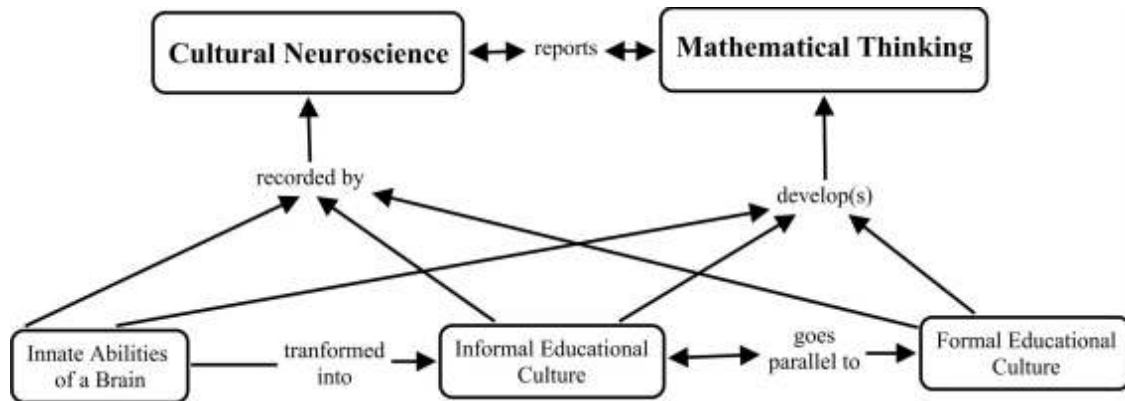 Cultural Neuroscience
reports
Mathematical Thinking
recorded by
develop(s)
Innate Abilities
of a Brain
tranformed
into
Informal Educational
Culture
goes
parallel to
Formal Educational
Culture